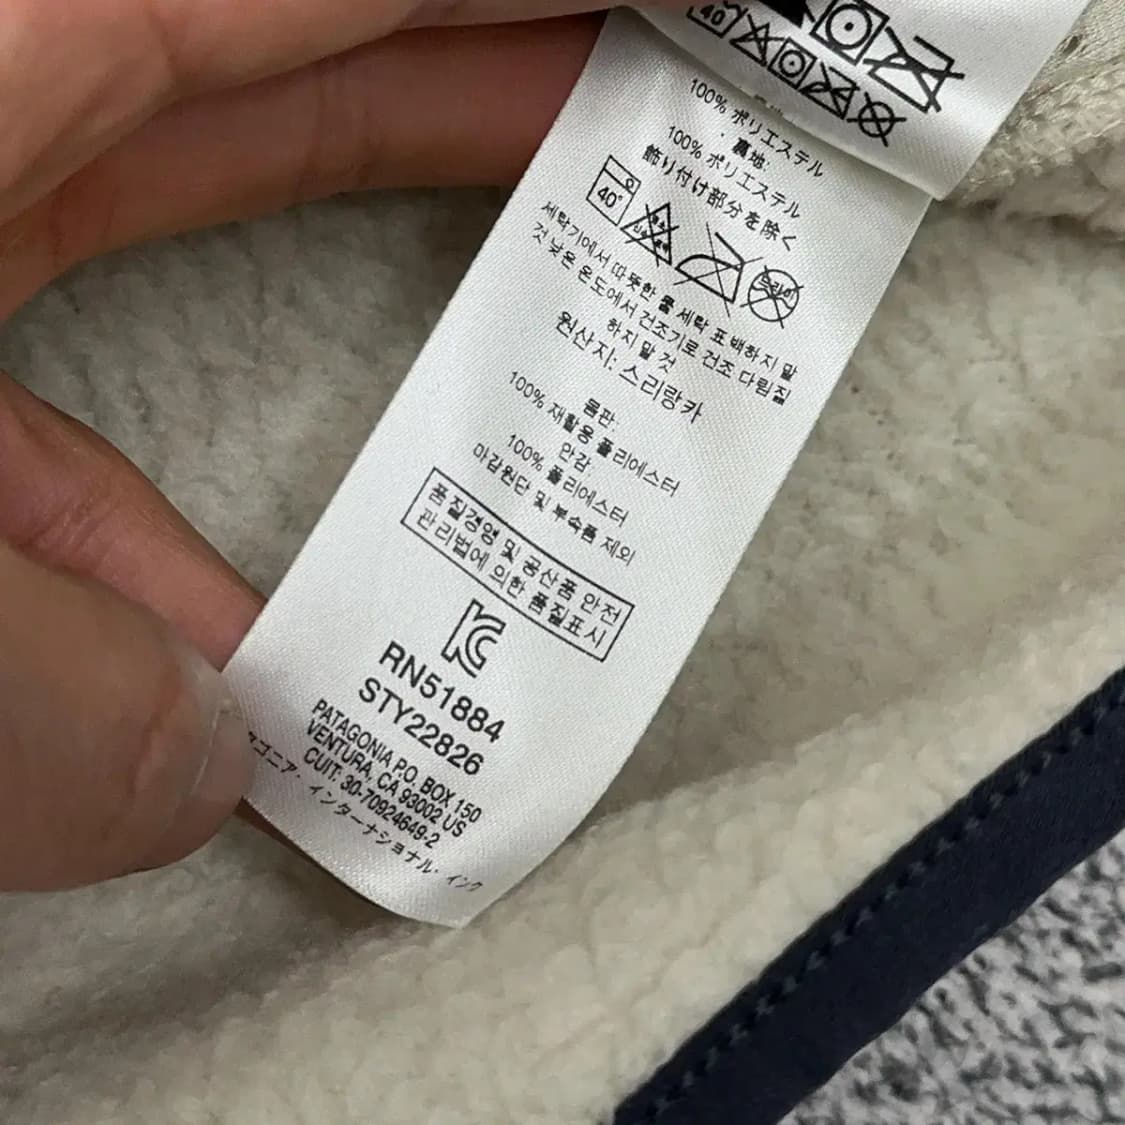 40
100% ポリエステル
裏地:
100% ポリエステル
飾り付け部分を除く
40°
드라이
세탁기에서 따뜻한 물 세탁 표백하지 말
것 낮은 온도에서 건조기로 건조 다림질
하지 말 것
원산지: 스리랑카
몸판:
100% 재활용 폴리에스터
안감
100% 폴리에스터
마감원단 및 부속품 제외
품질경영 및 공산품 안전
관리법에 의한 품질표시
RN51884
STY22826
PATAGONIA P.O. BOX 150
VENTURA, CA 93002 US
CUIT: 30-70924649-2
タゴニア・インターナショナル・インク